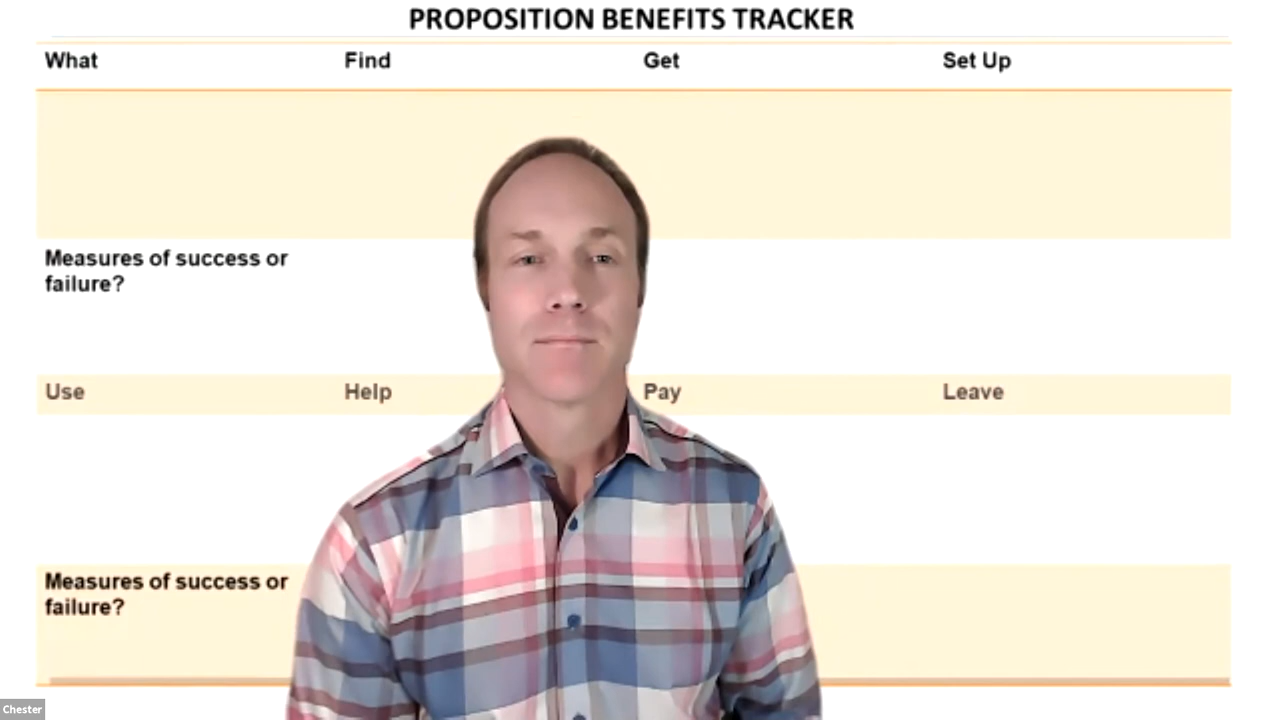 PROPOSITION BENEFITS TRACKER
What Find Get Set Up
Measures of success or
failure?
Use Help Pay Leave
Measures of success or
failure?
Chester